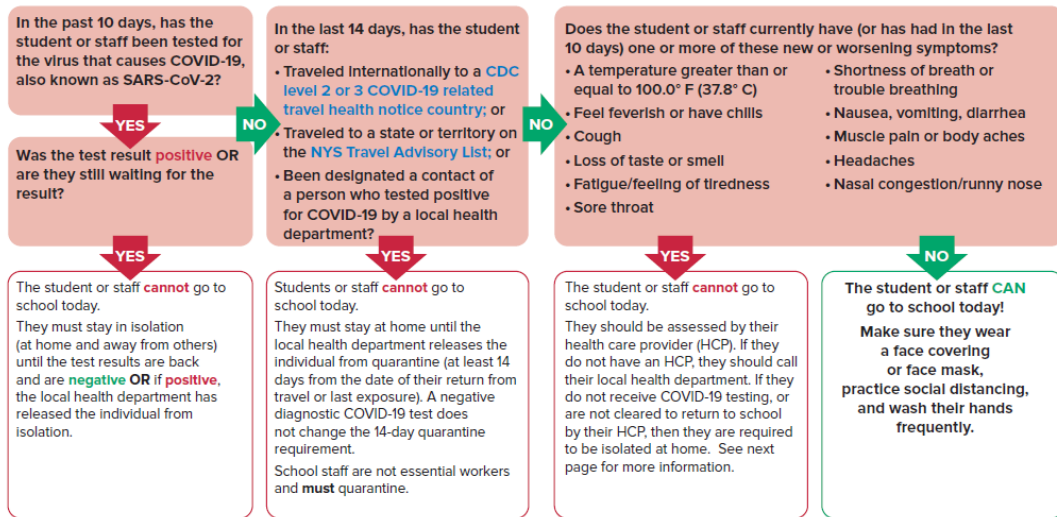 In the past 10 days, has the
student or staff been tested for
the virus that causes COVID-19,
also known as SARS-CoV-2?
YES
Was the test result positive OR
are they still waiting for the
result?
YES
The student or staff cannot go to
school today.
They must stay in isolation
(at home and away from others)
until the test results are back
and are negative OR if positive,
the local health department has
released the individual from
isolation.
NO
In the last 14 days, has the student
or staff:
• Traveled internationally to a CDC
level 2 or 3 COVID-19 related
travel health notice country; or
• Traveled to a state or territory on
the NYS Travel Advisory List; or
• Been designated a contact of
a person who tested positive
for COVID-19 by a local health
department?
YES
Students or staff cannot go to
school today.
They must stay at home until the
local health department releases the
individual from quarantine (at least 14
days from the date of their return from
travel or last exposure). A negative
diagnostic COVID-19 test does
not change the 14-day quarantine
requirement.
School staff are not essential workers
and must quarantine.
NO
Does the student or staff currently have (or has had in the last
10 days) one or more of these new or worsening symptoms?
• A temperature greater than or
equal to 100.0° F (37.8° C)
• Feel feverish or have chills
• Cough
• Loss of taste or smell
• Fatigue/feeling of tiredness
• Sore throat
• Shortness of breath or
trouble breathing
• Nausea, vomiting, diarrhea
• Muscle pain or body aches
• Headaches
• Nasal congestion/runny nose
YES
The student or staff cannot go to
school today.
They should be assessed by their
health care provider (HCP). If they
do not have an HCP, they should call
their local health department. If they
do not receive COVID-19 testing, or
are not cleared to return to school
by their HCP, then they are required
to be isolated at home. See next
page for more information.
NO
The student or staff CAN
go to school today!
Make sure they wear
a face covering
or face mask,
practice social distancing,
and wash their hands
frequently.